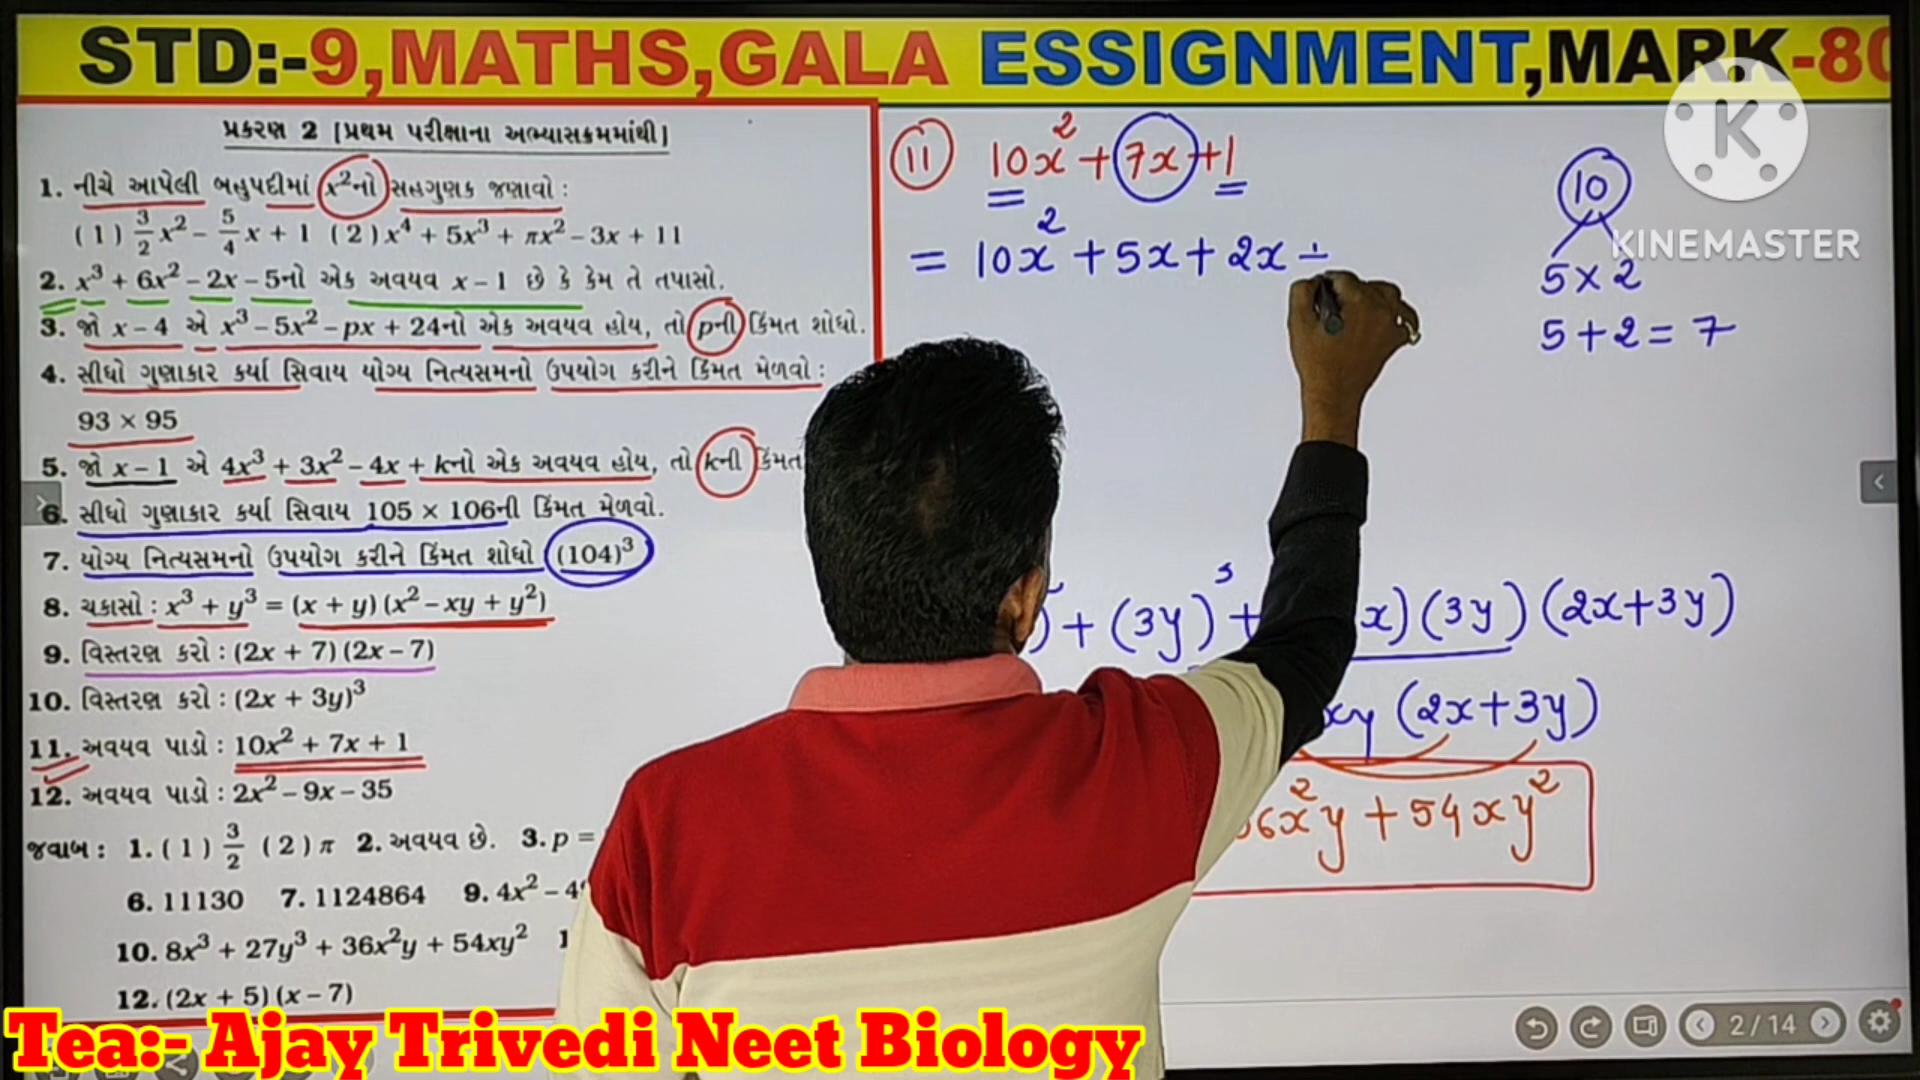 STD:-9,MATHS,GALA ESSIGNMENT,MARK-80
પ્રકરણ 2 [પ્રથમ પરીક્ષાના અભ્યાસક્રમમાંથી]
1. નીચે આપેલી બહુપદીમાં x²નો સહગુણક જણાવો :
(1) 3/2 x² – 5/4 x + 1 (2) x⁴ + 5x³ + πx² – 3x + 11
2. x³ + 6x² – 2x – 5નો એક અવયવ x – 1 છે કે કેમ તે તપાસો.
3. જો x – 4 એ x³ – 5x² – px + 24નો એક અવયવ હોય, તો pની કિંમત શોધો.
4. સીધો ગુણાકાર કર્યા સિવાય યોગ્ય નિત્યસમનો ઉપયોગ કરીને કિંમત મેળવો :
93 × 95
5. જો x – 1 એ 4x³ + 3x² – 4x + kનો એક અવયવ હોય, તો kની કિંમત
6. સીધો ગુણાકાર કર્યા સિવાય 105 × 106ની કિંમત મેળવો.
7. યોગ્ય નિત્યસમનો ઉપયોગ કરીને કિંમત શોધો (104)³
8. ચકાસો : x³ + y³ = (x + y) (x² – xy + y²)
9. વિસ્તરણ કરો : (2x + 7) (2x – 7)
10. વિસ્તરણ કરો : (2x + 3y)³
11. અવયવ પાડો : 10x² + 7x + 1
12. અવયવ પાડો : 2x² – 9x – 35
જવાબ : 1. (1) 3/2 (2) π 2. અવયવ છે. 3. p =
6. 11130 7. 1124864 9. 4x² – 4
10. 8x³ + 27y³ + 36x²y + 54xy²
12. (2x + 5) (x – 7)
11 10x² + 7x + 1
= 10x² + 5x + 2x +
10
5 × 2
5 + 2 = 7
) + (3y)³ + x) (3y) (2x + 3y)
xy (2x + 3y)
6x²y + 54xy²
KINEMASTER
2 / 14
Tea:- Ajay Trivedi Neet Biology